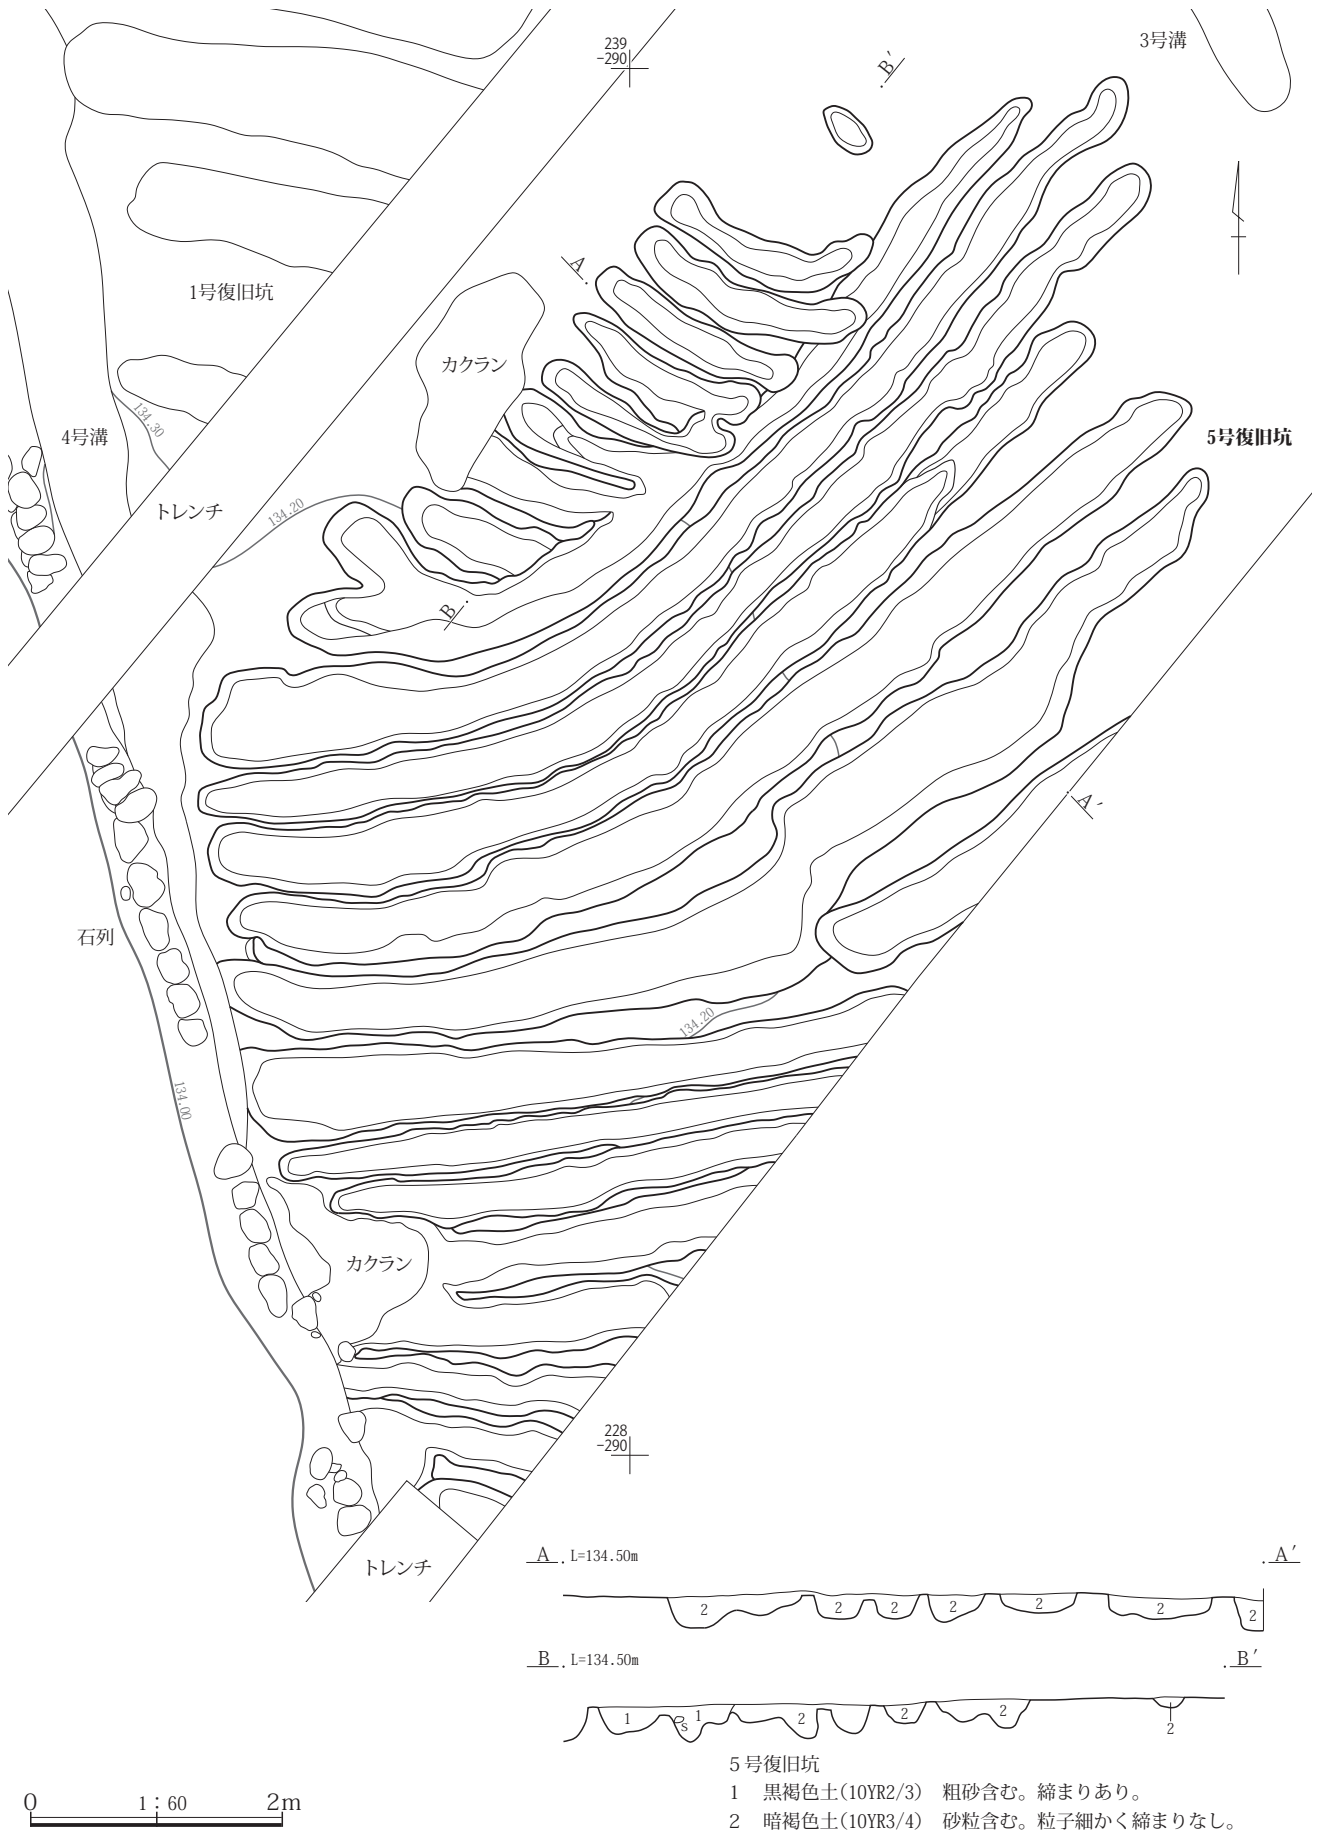 239
-290
3号溝
B′
A
1号復旧坑
カクラン
134.30
4号溝
5号復旧坑
トレンチ
134.20
B
A′
石列
134.20
134.00
カクラン
228
-290
トレンチ
A . L=134.50m . A′
2 2 2 2 2 2 2
B . L=134.50m . B′
1 S 1 2 2 2 2
5号復旧坑
1 黒褐色土(10YR2/3) 粗砂含む。締まりあり。
2 暗褐色土(10YR3/4) 砂粒含む。粒子細かく締まりなし。
0 1:60 2m